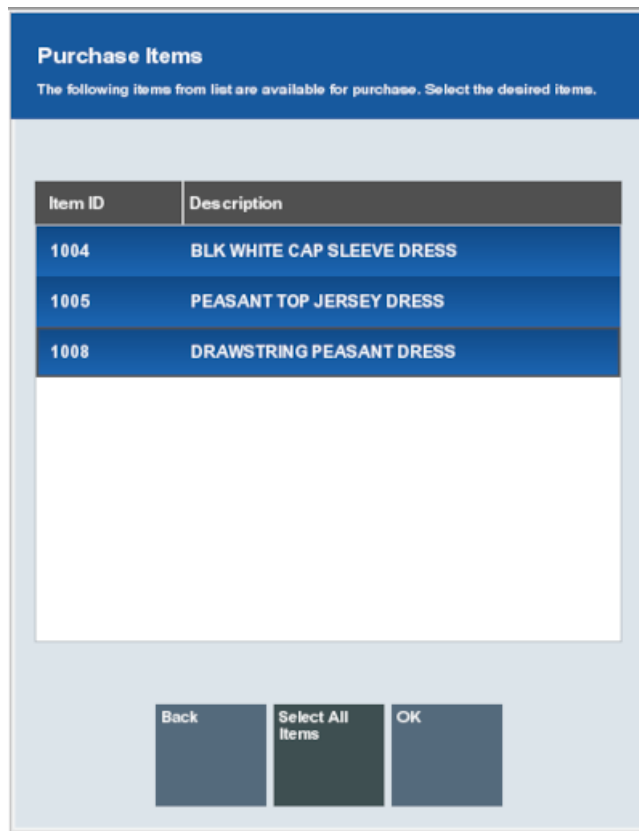 Purchase Items
The following items from list are available for purchase. Select the desired items.
Item ID Description
1004 BLK WHITE CAP SLEEVE DRESS
1005 PEASANT TOP JERSEY DRESS
1008 DRAWSTRING PEASANT DRESS
Back Select All OK
Items